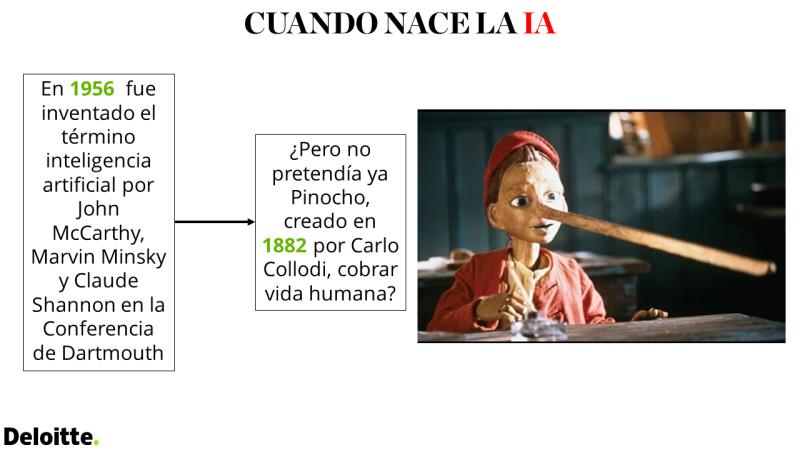 CUANDO NACE LA IA
En 1956 fue
inventado el
término
inteligencia
artificial por
John
McCarthy,
Marvin Minsky
y Claude
Shannon en la
Conferencia
de Dartmouth
¿Pero no
pretendía ya
Pinocho,
creado en
1882 por Carlo
Collodi, cobrar
vida humana?
Deloitte.